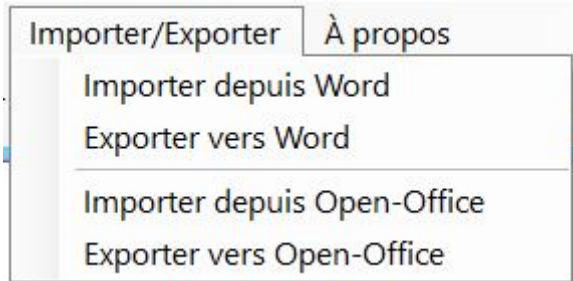 Importer/Exporter À propos
Importer depuis Word
Exporter vers Word
Importer depuis Open-Office
Exporter vers Open-Office